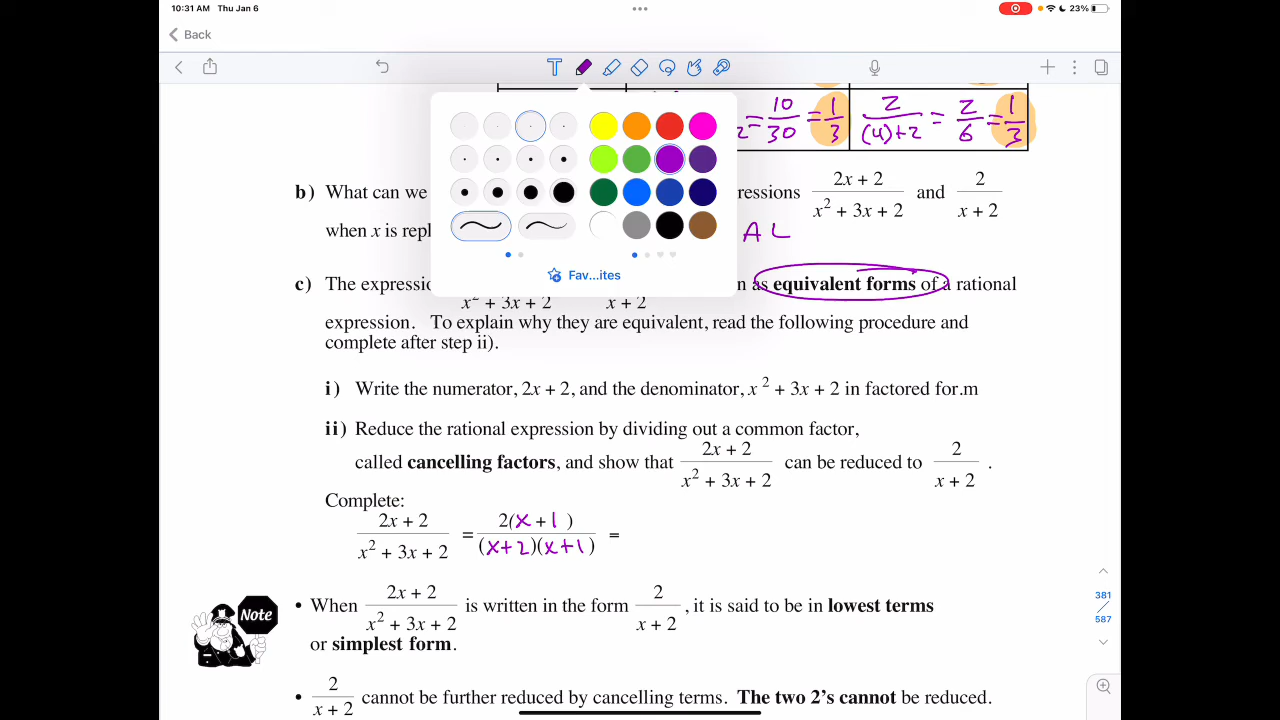 10:31 AM Thu Jan 6
23%
Back
T
2 = 10/30 = 1/3
2/((4)+2) = 2/6 = 1/3
b) What can we
ressions (2x + 2)/(x² + 3x + 2) and 2/(x + 2)
when x is repl
A L
c) The expressio
x² + 3x + 2
x + 2
n as equivalent forms of a rational
expression. To explain why they are equivalent, read the following procedure and
complete after step ii).
i) Write the numerator, 2x + 2, and the denominator, x² + 3x + 2 in factored for.m
ii) Reduce the rational expression by dividing out a common factor,
called cancelling factors, and show that (2x + 2)/(x² + 3x + 2) can be reduced to 2/(x + 2) .
Complete:
(2x + 2)/(x² + 3x + 2) = 2(x + 1 )/(x+2)(x+1) =
Note
• When (2x + 2)/(x² + 3x + 2) is written in the form 2/(x + 2) , it is said to be in lowest terms
or simplest form.
• 2/(x + 2) cannot be further reduced by cancelling terms. The two 2's cannot be reduced.
Fav...ites
381
587